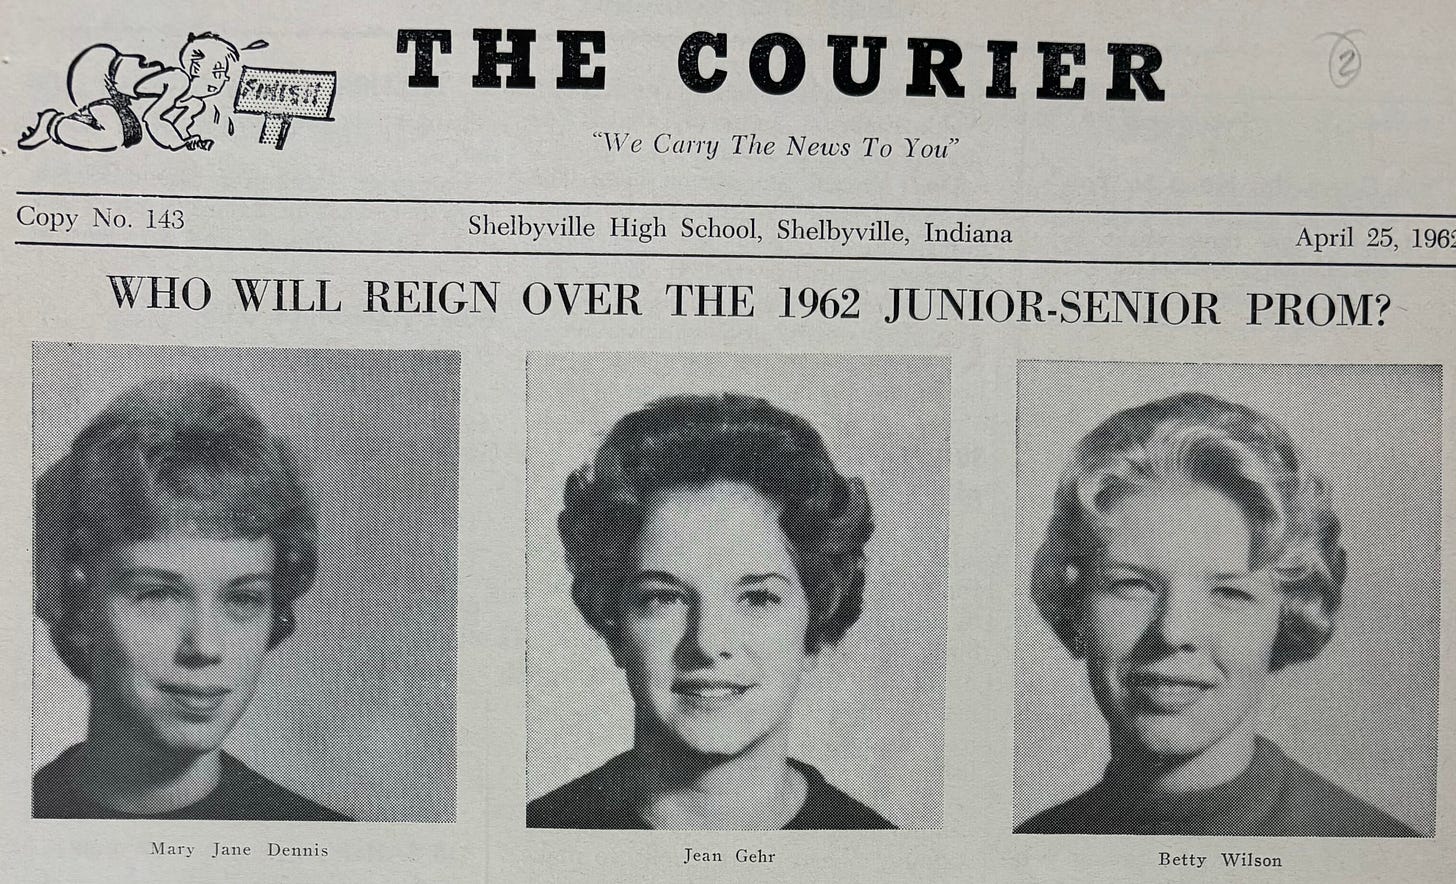 FINISH
THE COURIER
2
“We Carry The News To You”
Copy No. 143
Shelbyville High School, Shelbyville, Indiana
April 25, 1962
WHO WILL REIGN OVER THE 1962 JUNIOR-SENIOR PROM?
Mary Jane Dennis
Jean Gehr
Betty Wilson